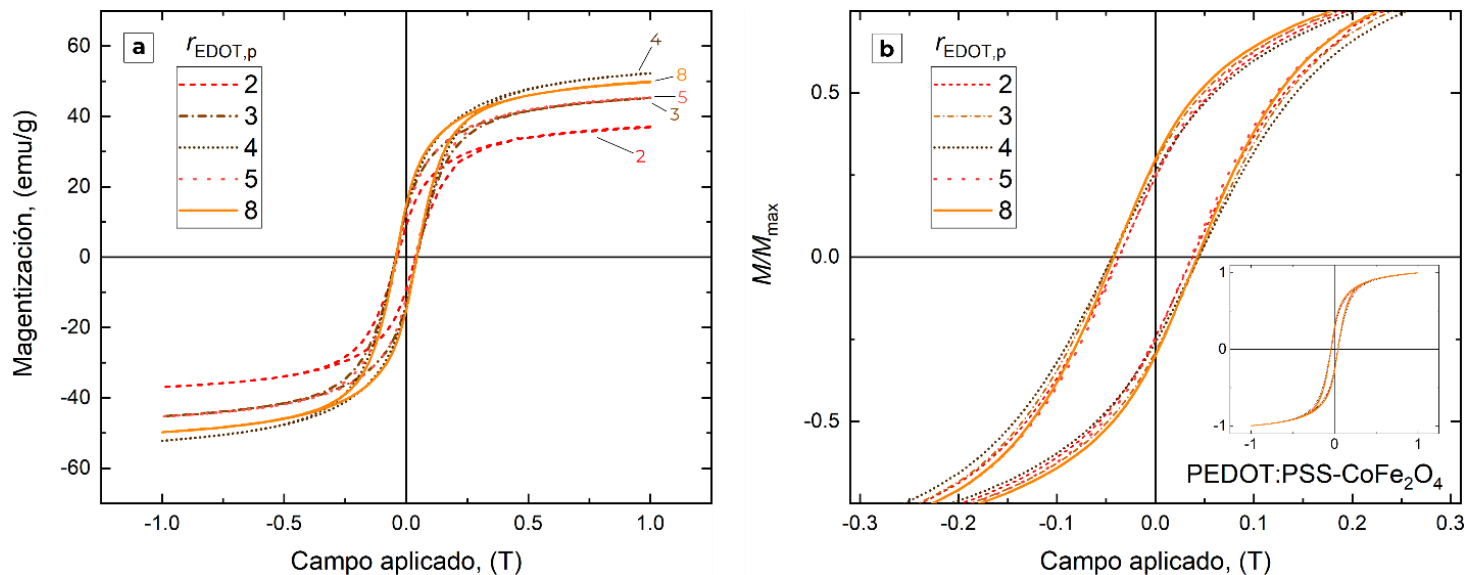 a
r EDOT,p
2
3
4
5
8
4
8
5
3
2
60
40
20
0
-20
-40
-60
Magentización, (emu/g)
-1.0 -0.5 0.0 0.5 1.0
Campo aplicado, (T)
b
r EDOT,p
2
3
4
5
8
0.5
0.0
-0.5
M/Mmax
1
0
-1
-1 0 1
PEDOT:PSS-CoFe₂O₄
-0.3 -0.2 -0.1 0.0 0.1 0.2 0.3
Campo aplicado, (T)